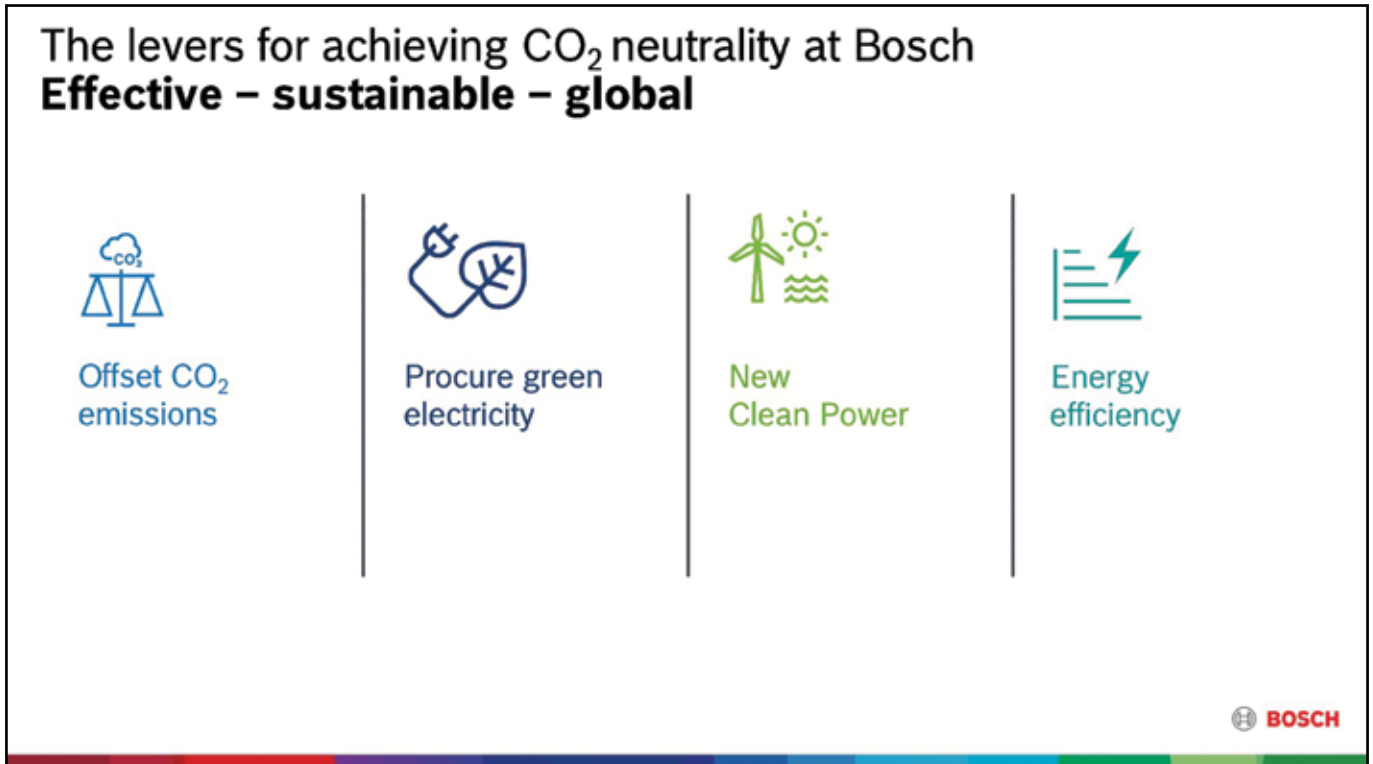 The levers for achieving CO₂ neutrality at Bosch
Effective – sustainable – global
CO₂
Offset CO₂
emissions
Procure green
electricity
New
Clean Power
Energy
efficiency
BOSCH